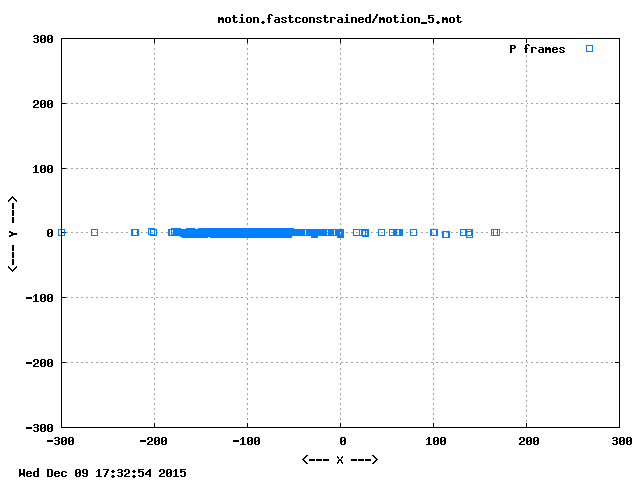 motion.fastconstrained/motion_5.mot
300
P frames
200
100
<--- Y --->
0
-100
-200
-300
-300 -200 -100 0 100 200 300
<--- X --->
Wed Dec 09 17:32:54 2015